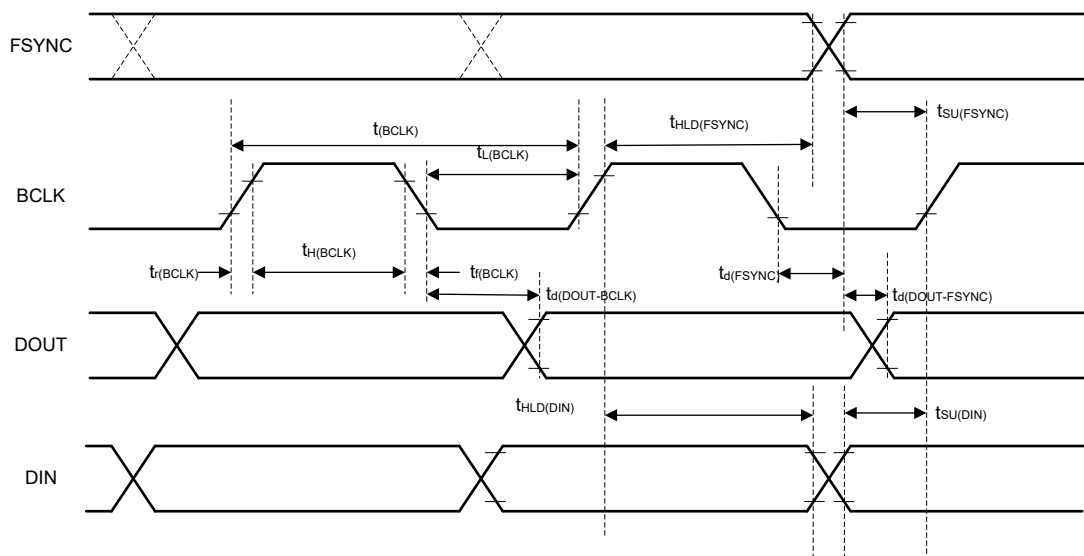 FSYNC
t(BCLK)
tHLD(FSYNC)
tSU(FSYNC)
tL(BCLK)
BCLK
tr(BCLK)
tH(BCLK)
tf(BCLK)
td(FSYNC)
td(DOUT-BCLK)
td(DOUT-FSYNC)
DOUT
tHLD(DIN)
tSU(DIN)
DIN